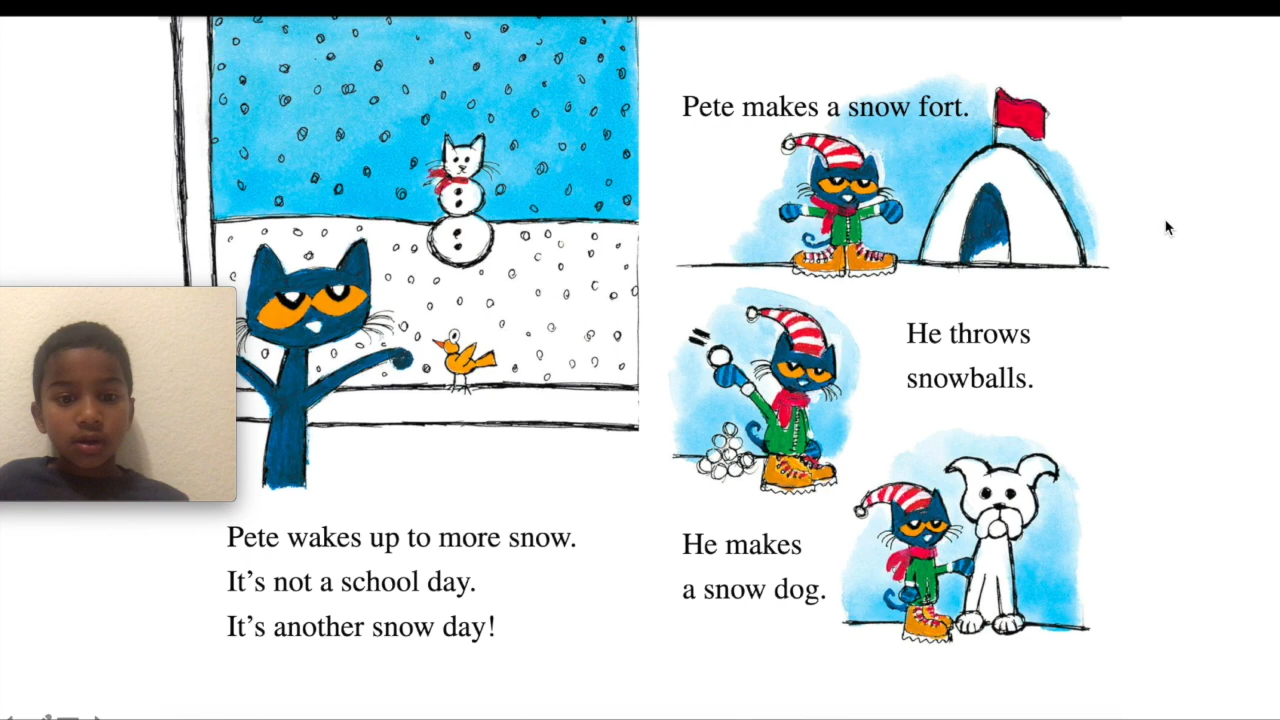 Pete wakes up to more snow.
It's not a school day.
It's another snow day!
Pete makes a snow fort.
He throws
snowballs.
He makes
a snow dog.